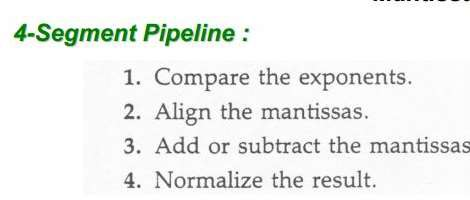 4-Segment Pipeline :
1. Compare the exponents.
2. Align the mantissas.
3. Add or subtract the mantissas
4. Normalize the result.